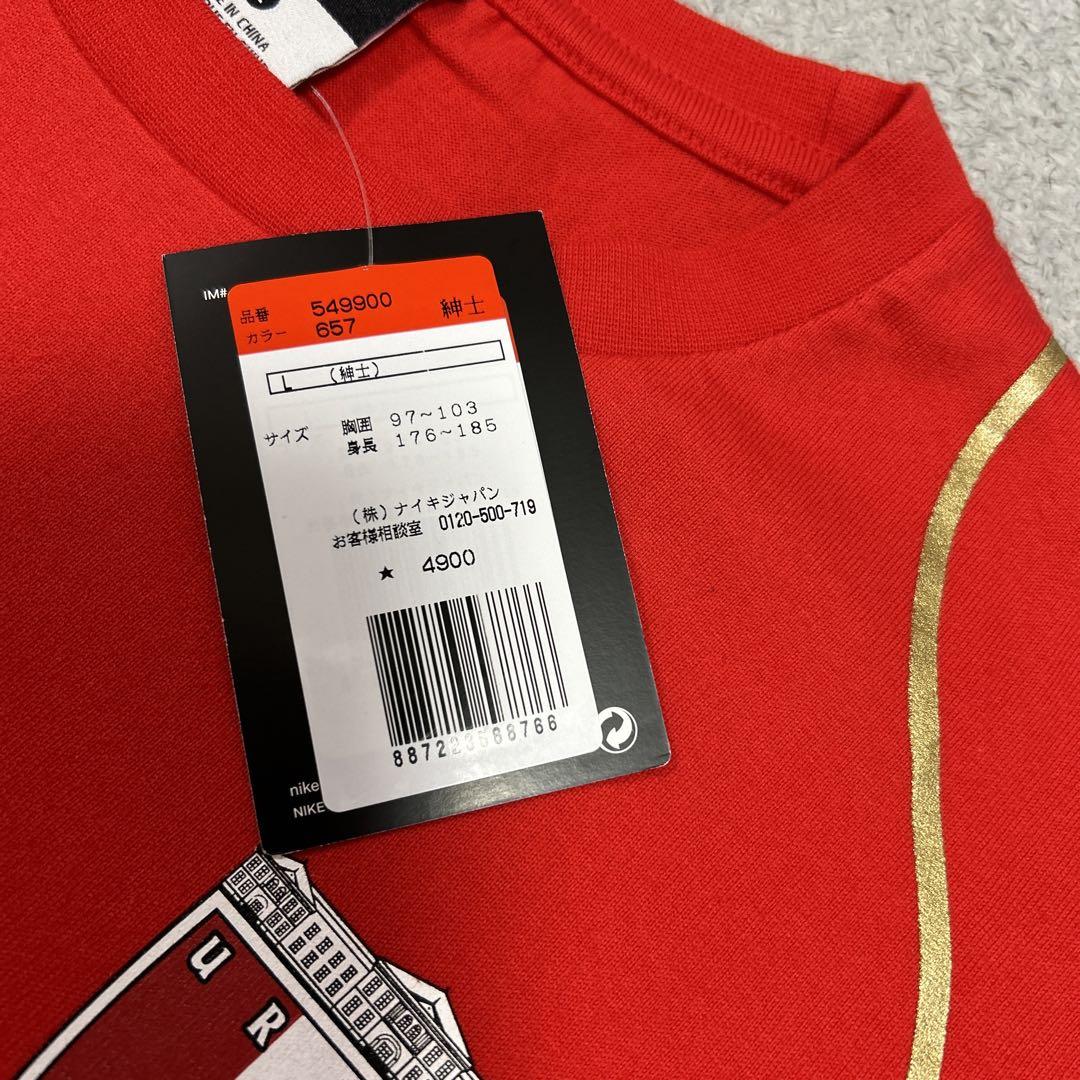 IN CHINA
IM#
品番 549900 紳士
カラー 657
L （紳士）
サイズ 胸囲 97～103
身長 176～185
（株）ナイキジャパン
お客様相談室 0120-500-719
★ 4900
nike
NIKE
U R